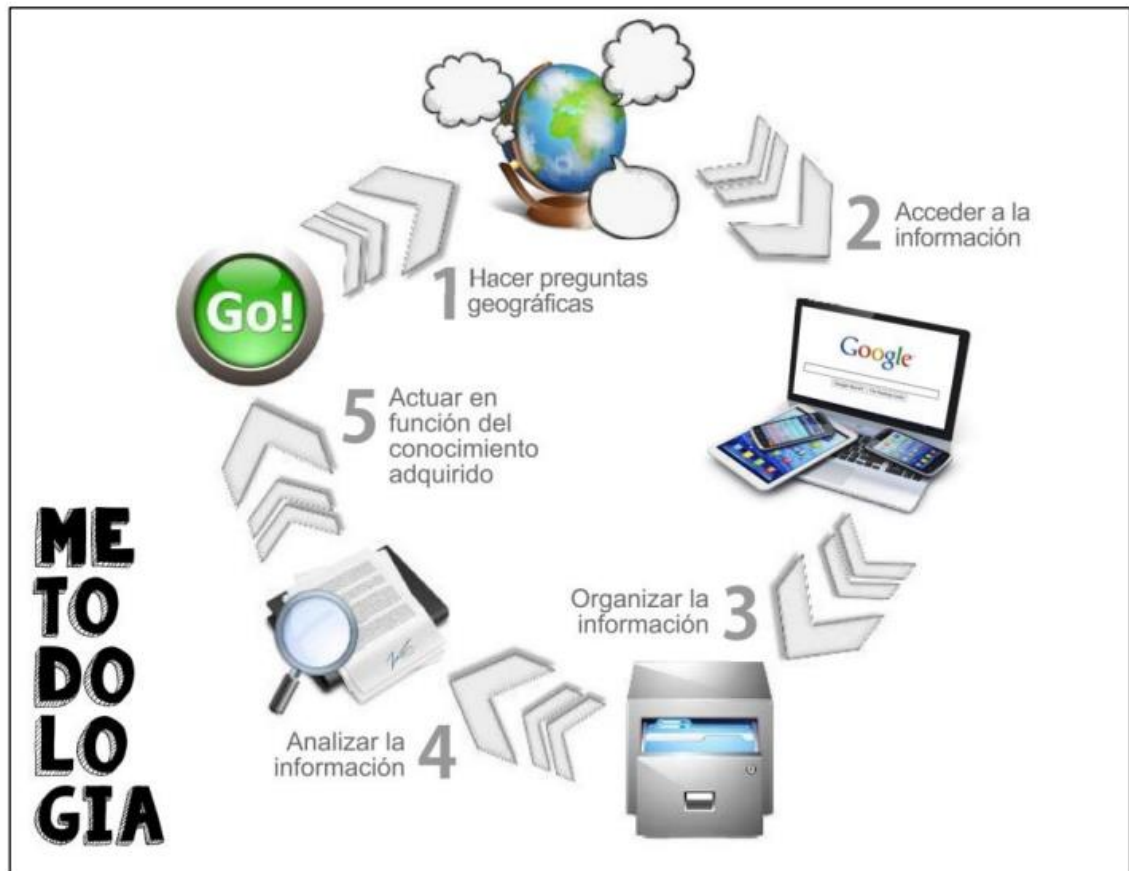 1 Hacer preguntas
geográficas
2 Acceder a la
información
Google
Organizar la
información 3
Analizar la
información 4
5 Actuar en
función del
conocimiento
adquirido
Go!
ME
TO
DO
LO
GIA